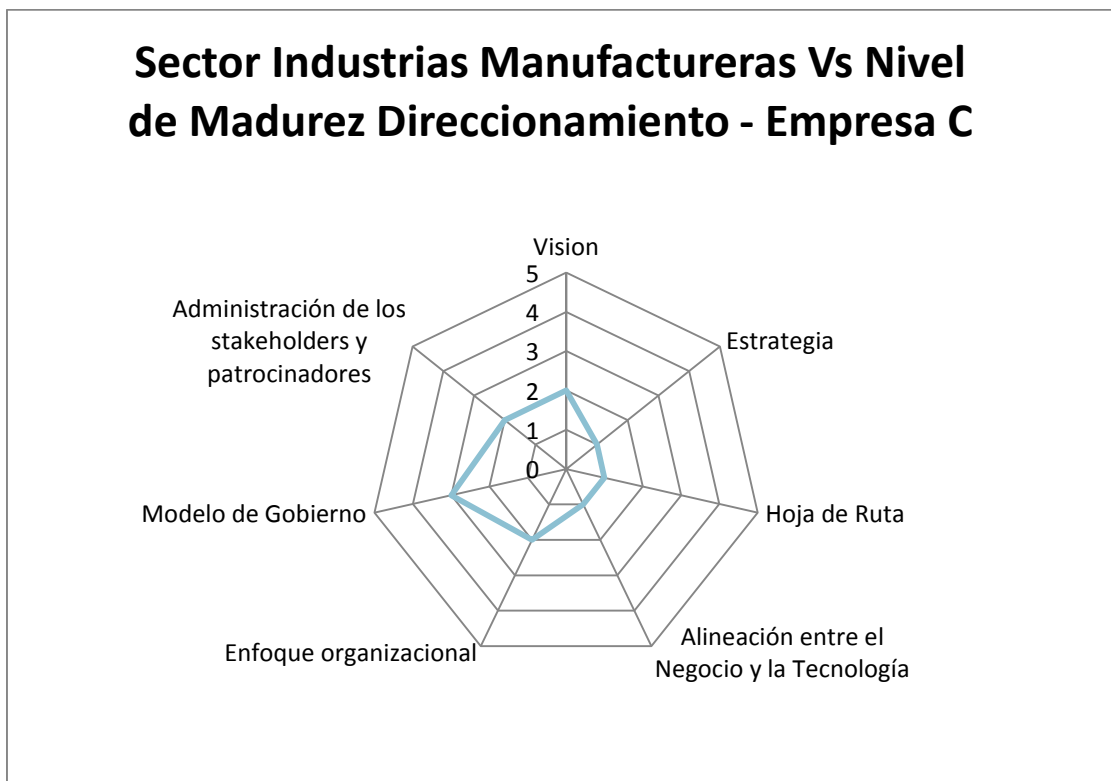 Sector Industrias Manufactureras Vs Nivel
de Madurez Direccionamiento - Empresa C
Vision
5
4
3
2
1
0
Estrategia
Hoja de Ruta
Alineación entre el
Negocio y la Tecnología
Enfoque organizacional
Modelo de Gobierno
Administración de los
stakeholders y
patrocinadores